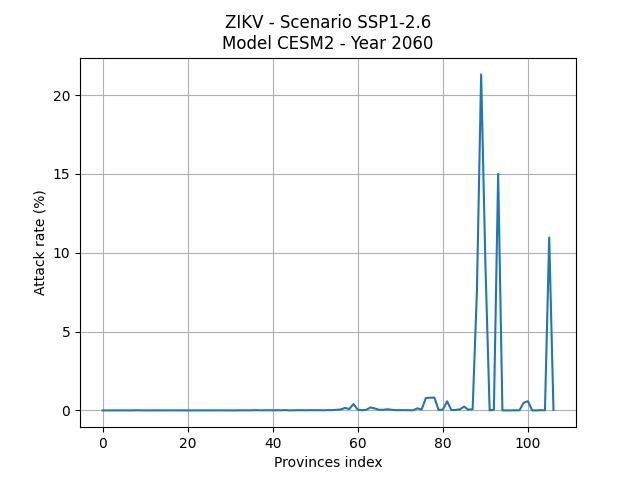 ZIKV - Scenario SSP1-2.6
Model CESM2 - Year 2060
Attack rate (%)
20
15
10
5
0
0 20 40 60 80 100
Provinces index